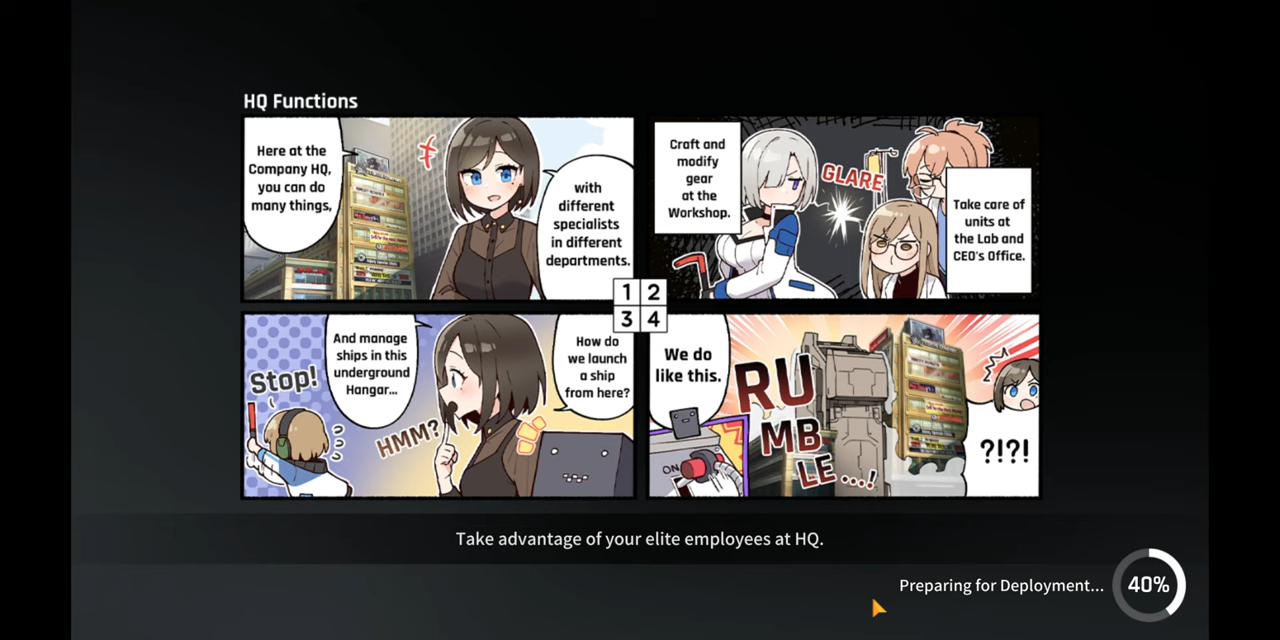 HQ Functions
Here at the
Company HQ,
you can do
many things,
with
different
specialists
in different
departments.
Craft and
modify
gear
at the
Workshop.
GLARE
Take care of
units at
the Lab and
CEO's Office.
1 2
3 4
Stop!
And manage
ships in this
underground
Hangar...
HMM?
How do
we launch
a ship
from here?
We do
like this.
ON
RU
MB
LE...!
?!?!
Take advantage of your elite employees at HQ.
Preparing for Deployment...
40%